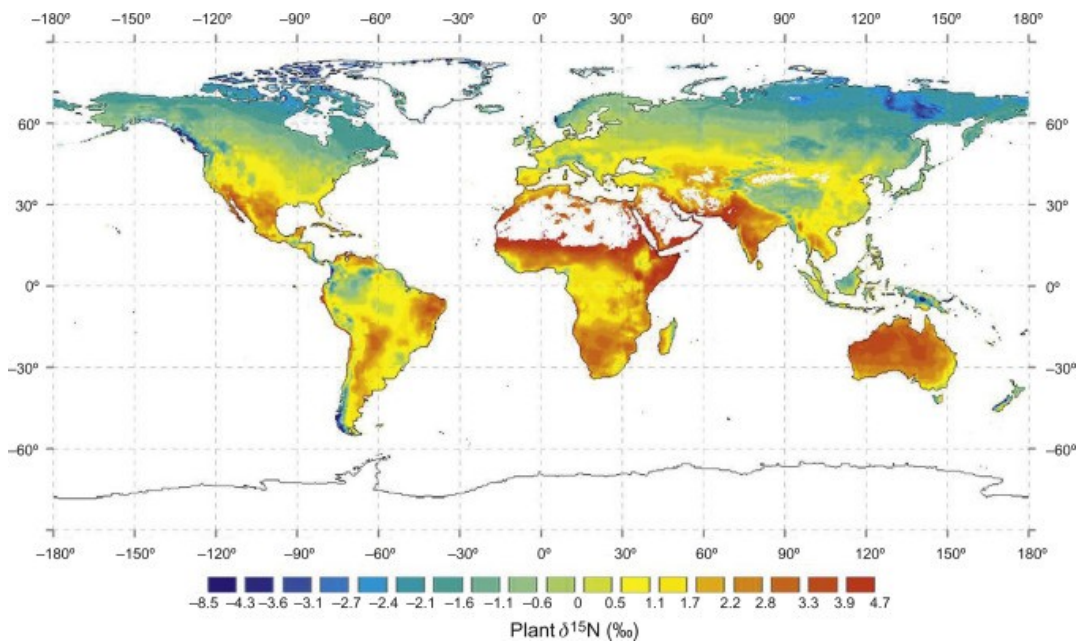 −180º −150º −120º −90º −60º −30º 0º 30º 60º 90º 120º 150º 180º
60º 60º
30º 30º
0º 0º
−30º −30º
−60º −60º
−180º −150º −120º −90º −60º −30º 0º 30º 60º 90º 120º 150º 180º
−8.5 −4.3 −3.6 −3.1 −2.7 −2.4 −2.1 −1.6 −1.1 −0.6 0 0.5 1.1 1.7 2.2 2.8 3.3 3.9 4.7
Plant δ¹⁵N (‰)